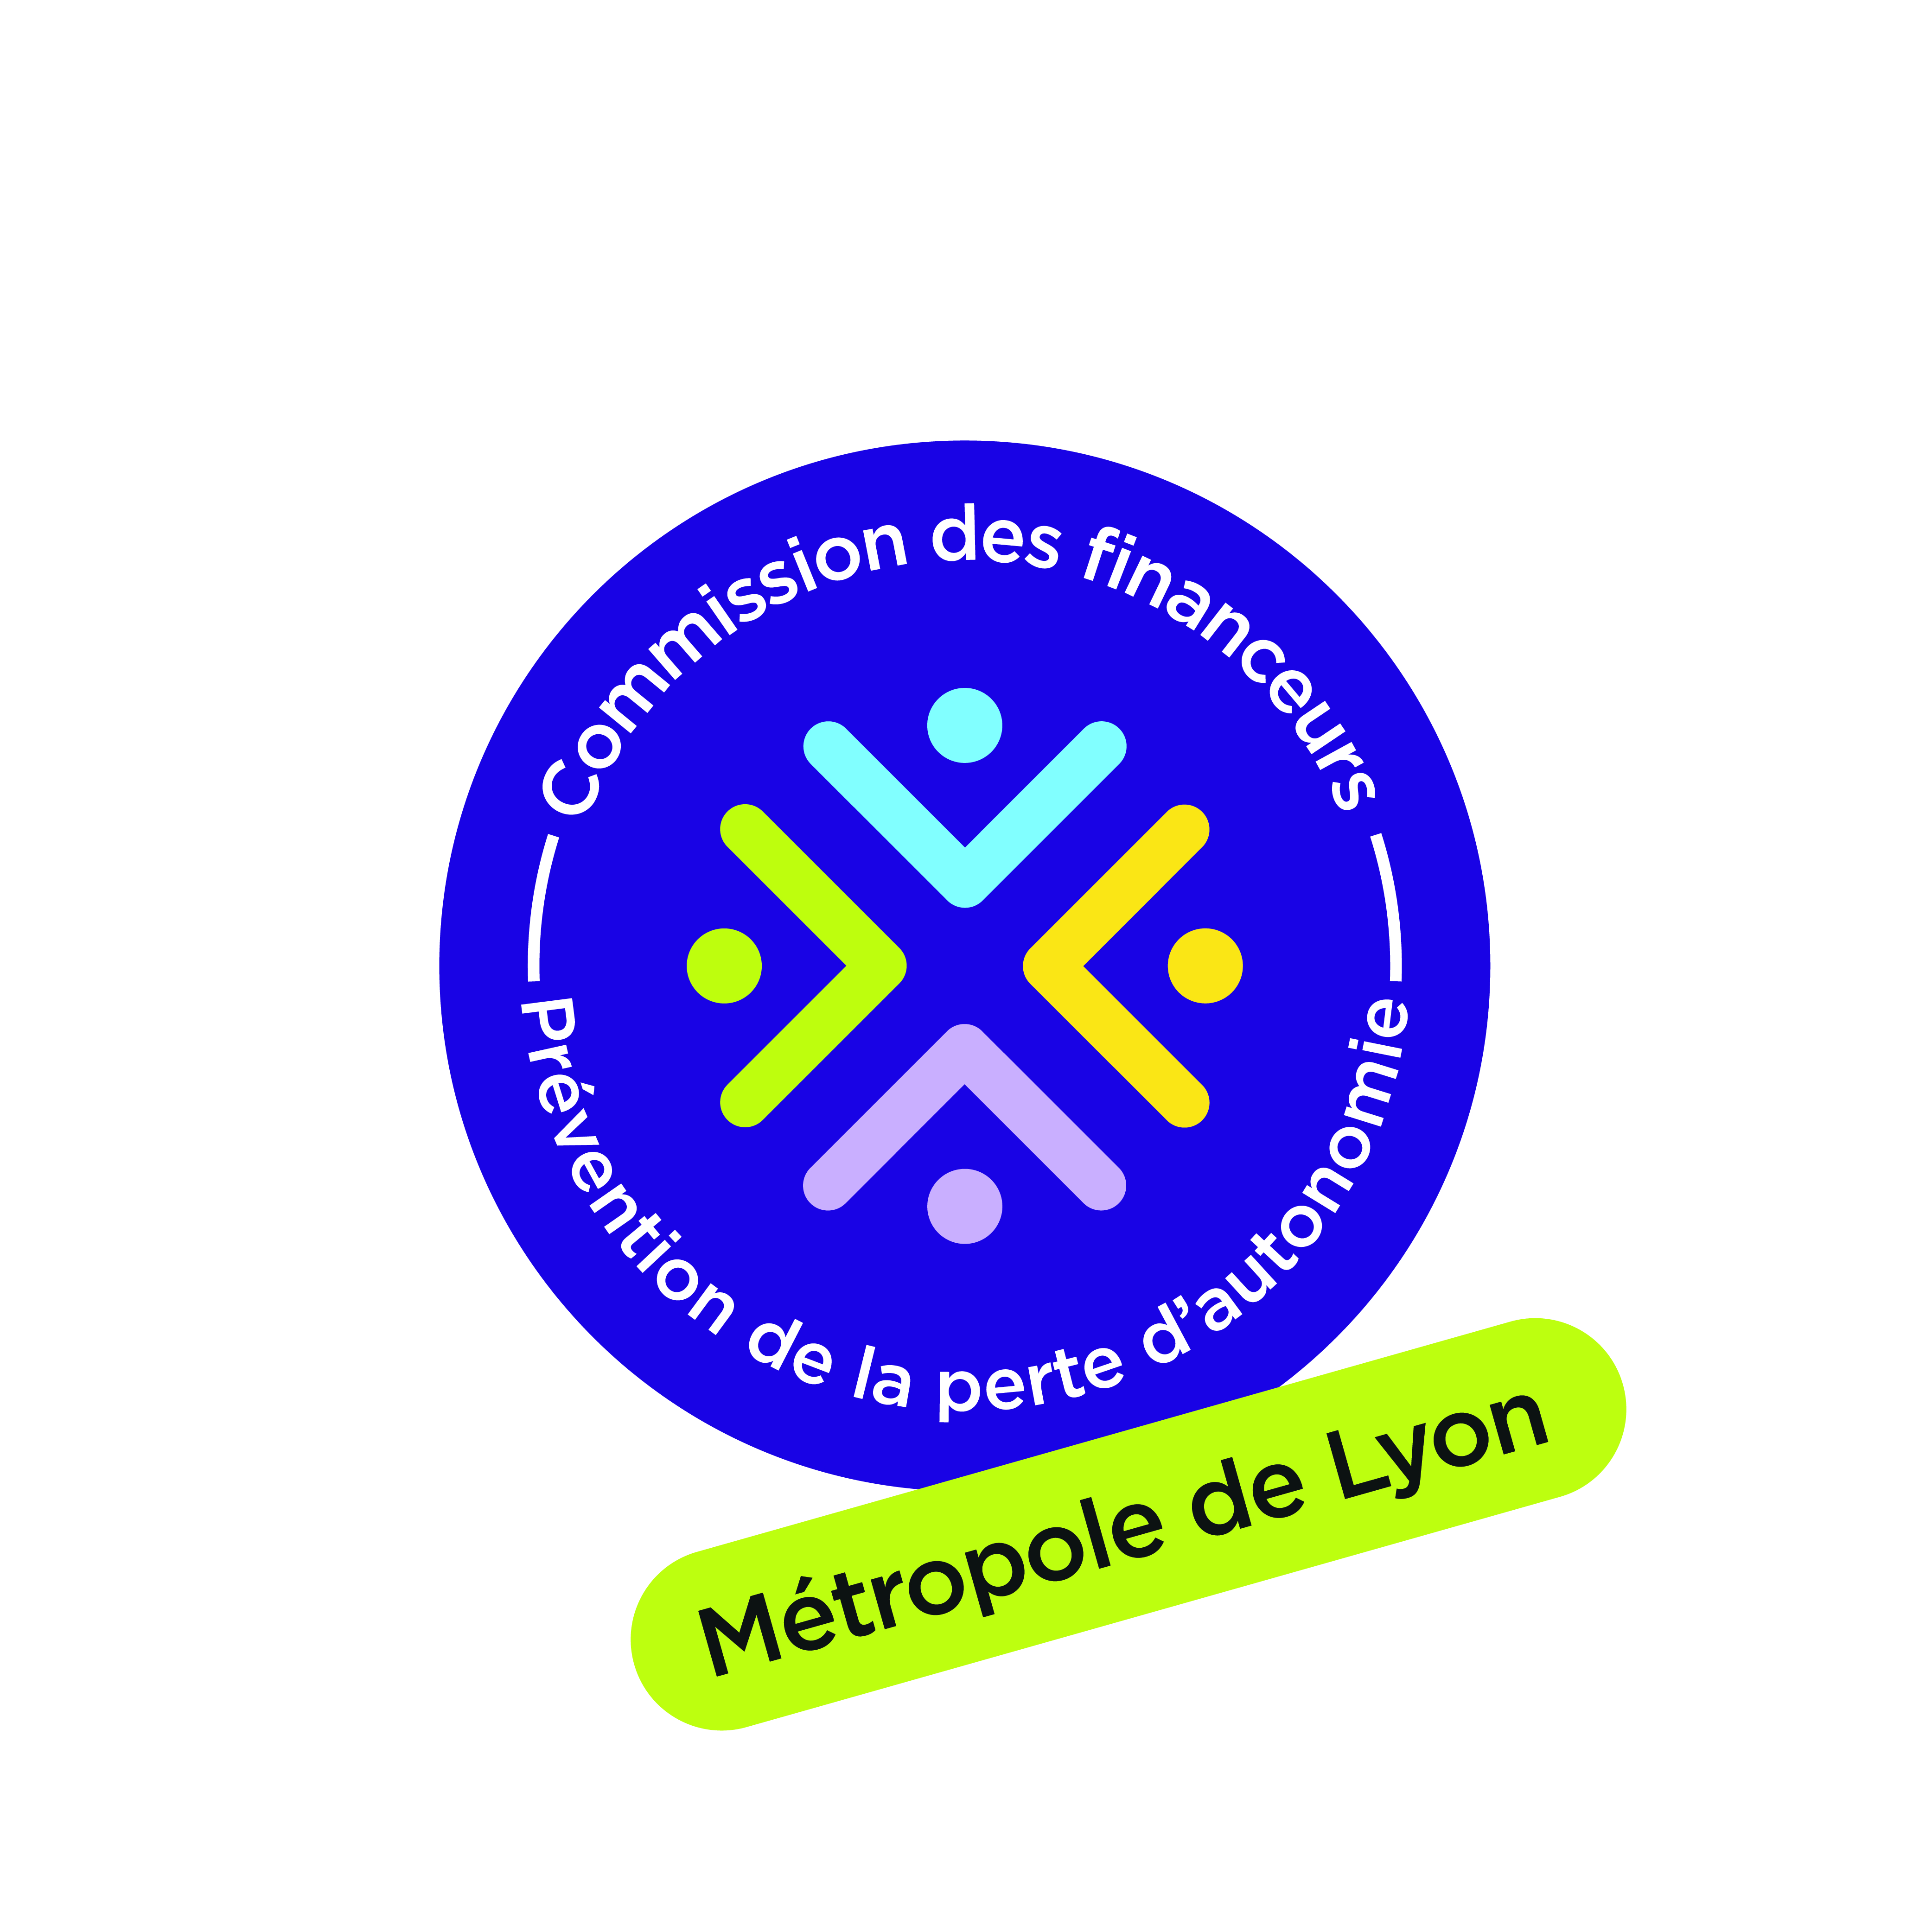 Commission des financeurs
Prévention de la perte d'autonomie
Métropole de Lyon